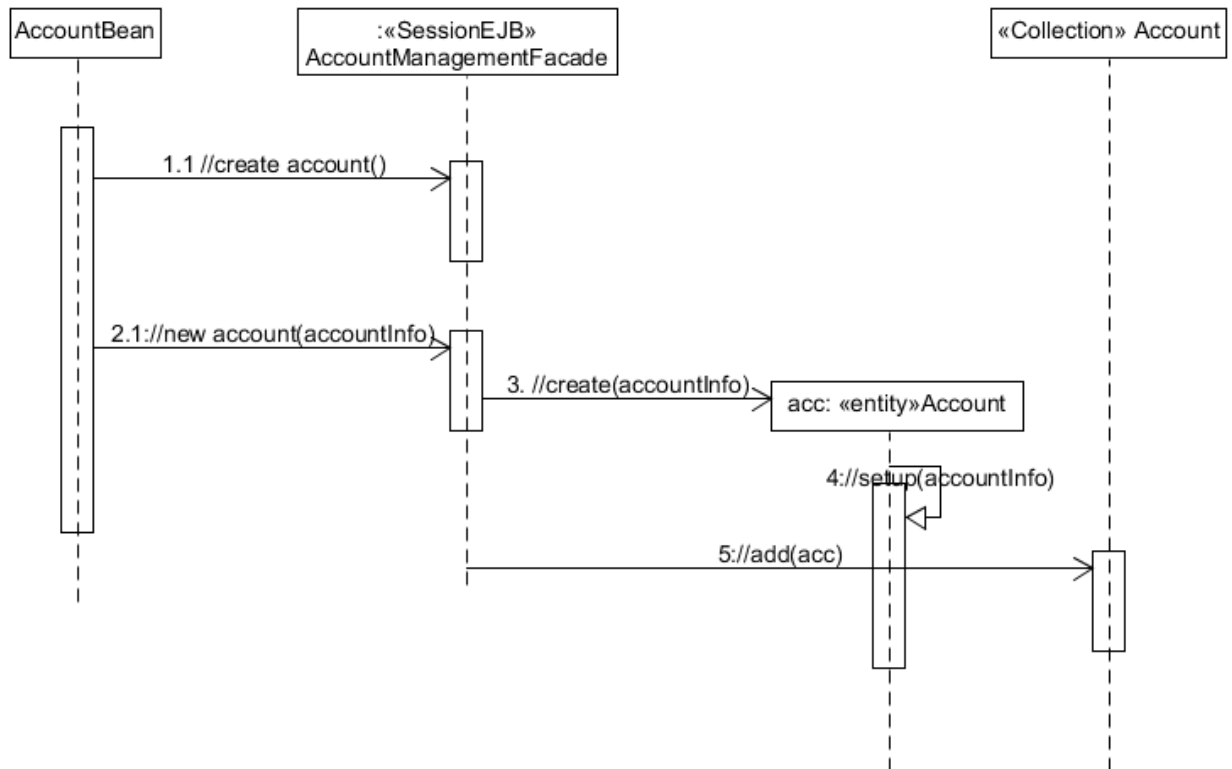 AccountBean
:«SessionEJB»
AccountManagementFacade
«Collection» Account
1.1 //create account()
2.1://new account(accountInfo)
3. //create(accountInfo)
acc: «entity»Account
4://setup(accountInfo)
5://add(acc)